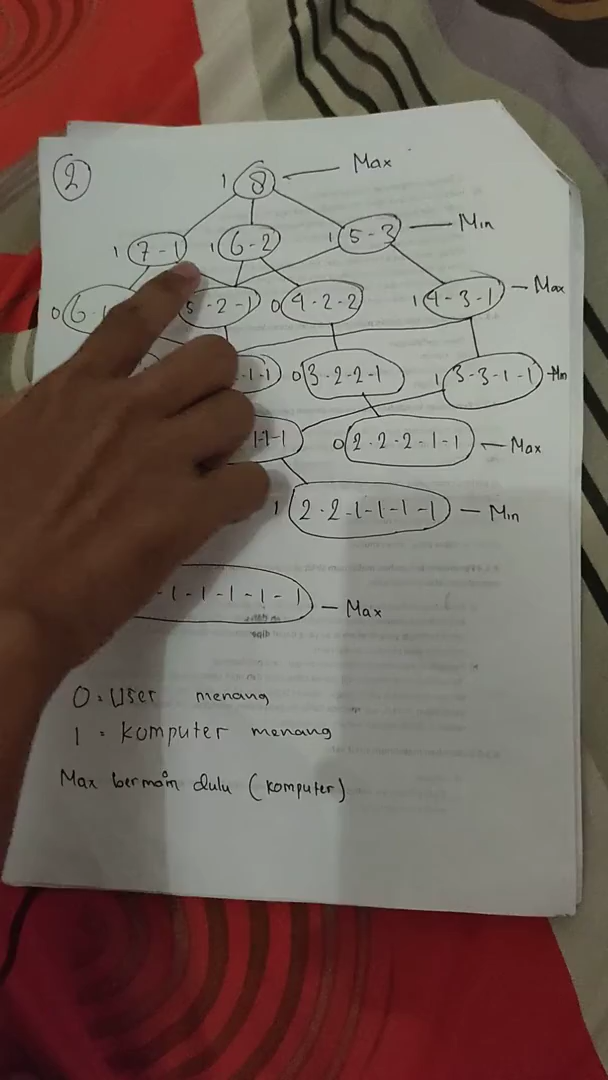 2
1 8 — Max
1 7-1 1 6-2 1 5-3 — Min
0 6- 5-2-1 0 4-2-2 1 4-3-1 — Max
-1-1 0 3-2-2-1 1 3-3-1-1 — Min
1-1-1 0 2-2-2-1-1 — Max
1 2-2-1-1-1-1 — Min
-1-1-1-1-1 — Max
0 = User menang
1 = komputer menang
Max bermain dulu (komputer)